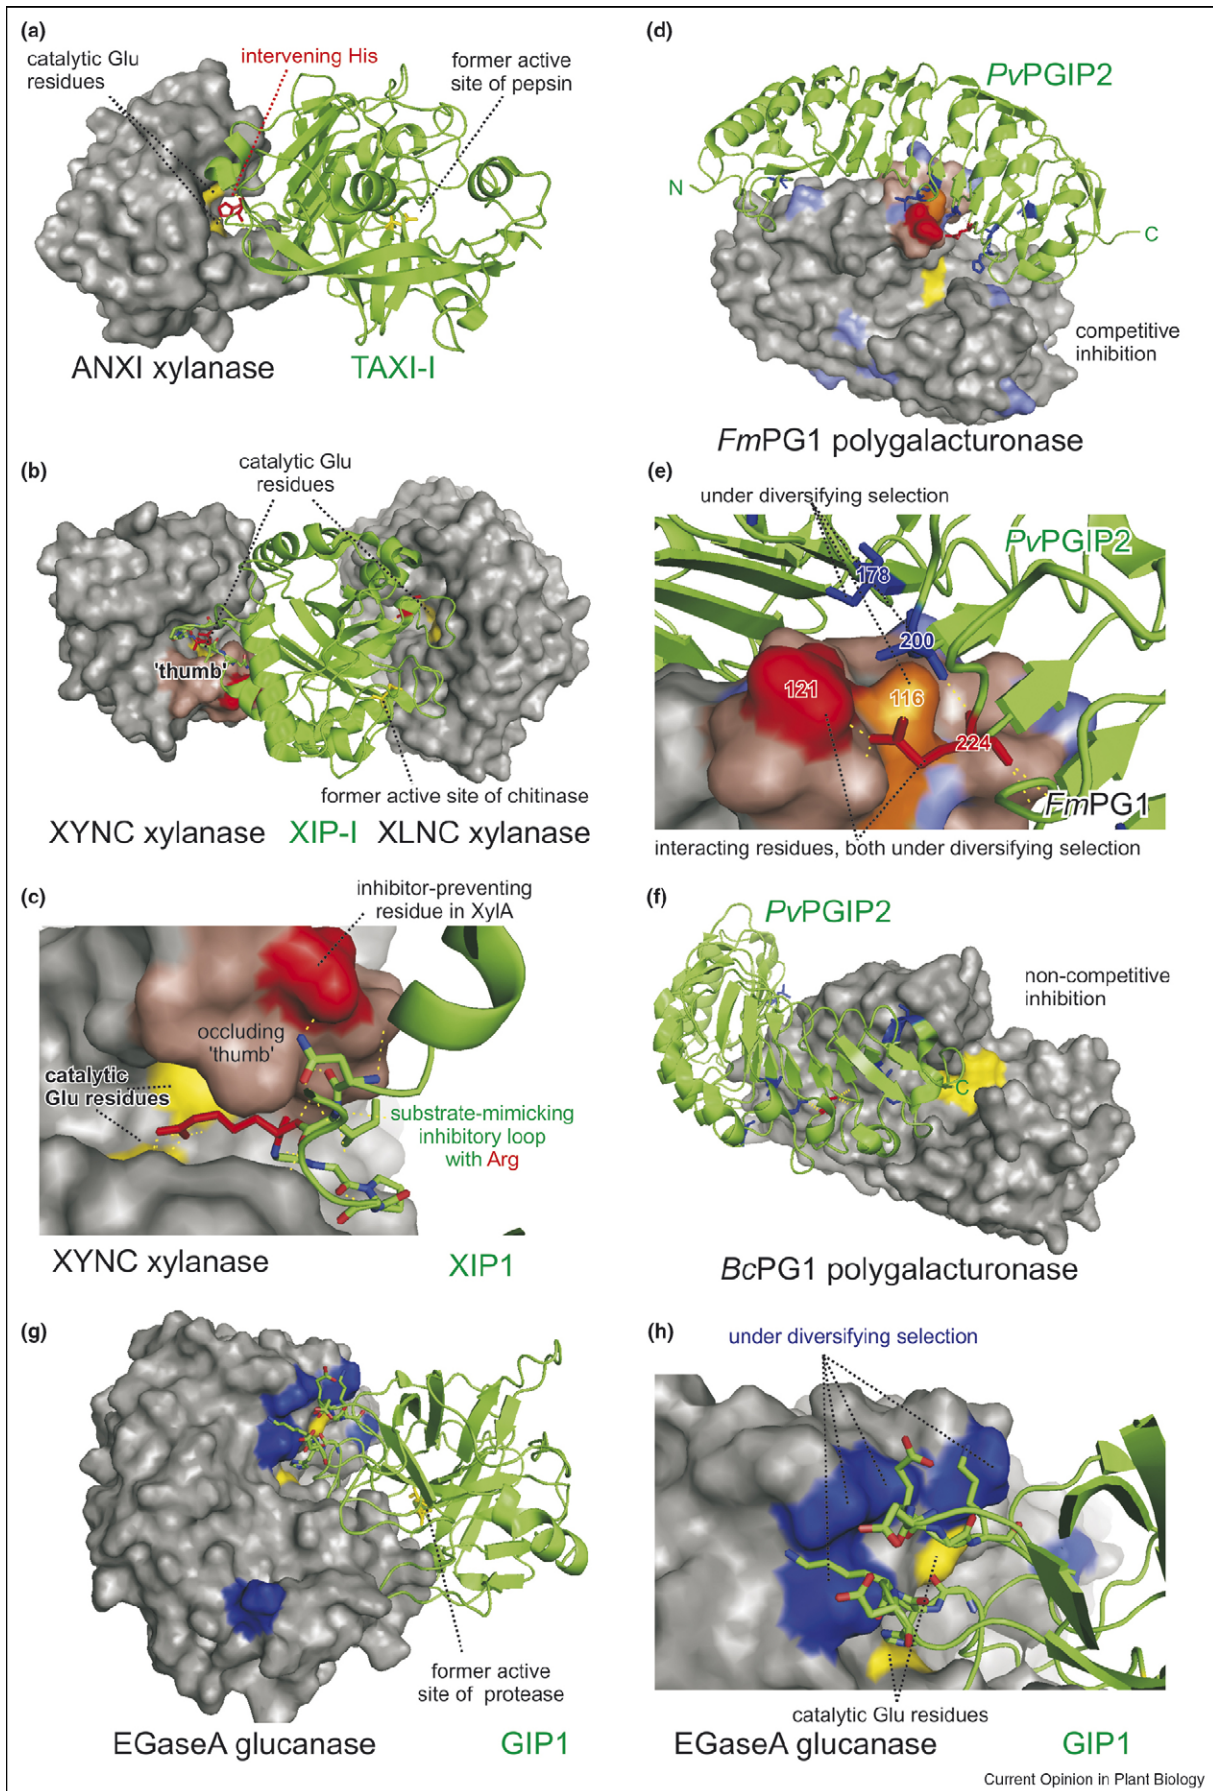 (a)
catalytic Glu
residues
intervening His
former active
site of pepsin
ANXI xylanase
TAXI-I
(b)
catalytic Glu
residues
'thumb'
former active site of chitinase
XYNC xylanase
XIP-I
XLNC xylanase
(c)
inhibitor-preventing
residue in XylA
occluding
'thumb'
catalytic
Glu residues
substrate-mimicking
inhibitory loop
with Arg
XYNC xylanase
XIP1
(d)
PvPGIP2
N
C
competitive
inhibition
FmPG1 polygalacturonase
(e)
under diversifying selection
PvPGIP2
178
200
121
116
224
FmPG1
interacting residues, both under diversifying selection
(f)
PvPGIP2
non-competitive
inhibition
C
BcPG1 polygalacturonase
(g)
former active
site of protease
EGaseA glucanase
GIP1
(h)
under diversifying selection
catalytic Glu residues
EGaseA glucanase
GIP1
Current Opinion in Plant Biology